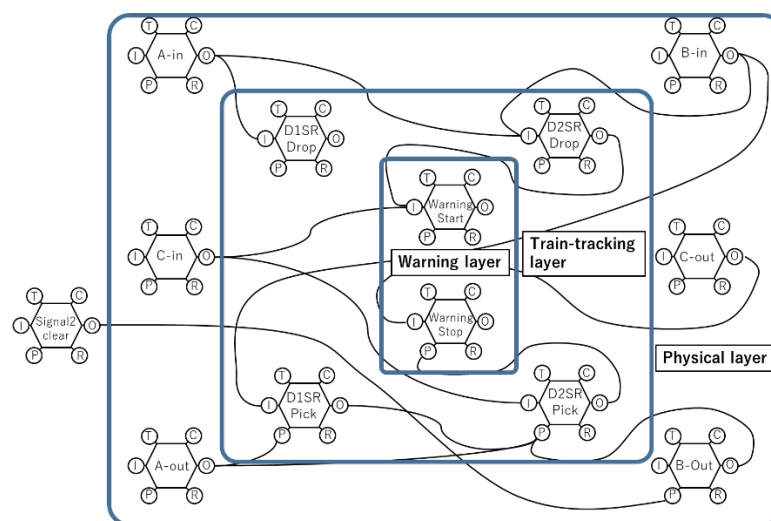 T
C
I
A-in
O
P
R
T
C
I
B-in
O
P
R
T
C
I
D1SR
Drop
O
P
R
T
C
I
D2SR
Drop
O
P
R
T
C
I
Warning
Start
O
P
R
T
C
I
C-in
O
P
R
Warning layer
Train-tracking
layer
T
C
I
C-out
O
P
R
T
C
I
Signal2
clear
O
P
R
T
C
I
Warning
Stop
O
P
R
Physical layer
T
C
I
D1SR
Pick
O
P
R
T
C
I
D2SR
Pick
O
P
R
T
C
I
A-out
O
P
R
T
C
I
B-Out
O
P
R